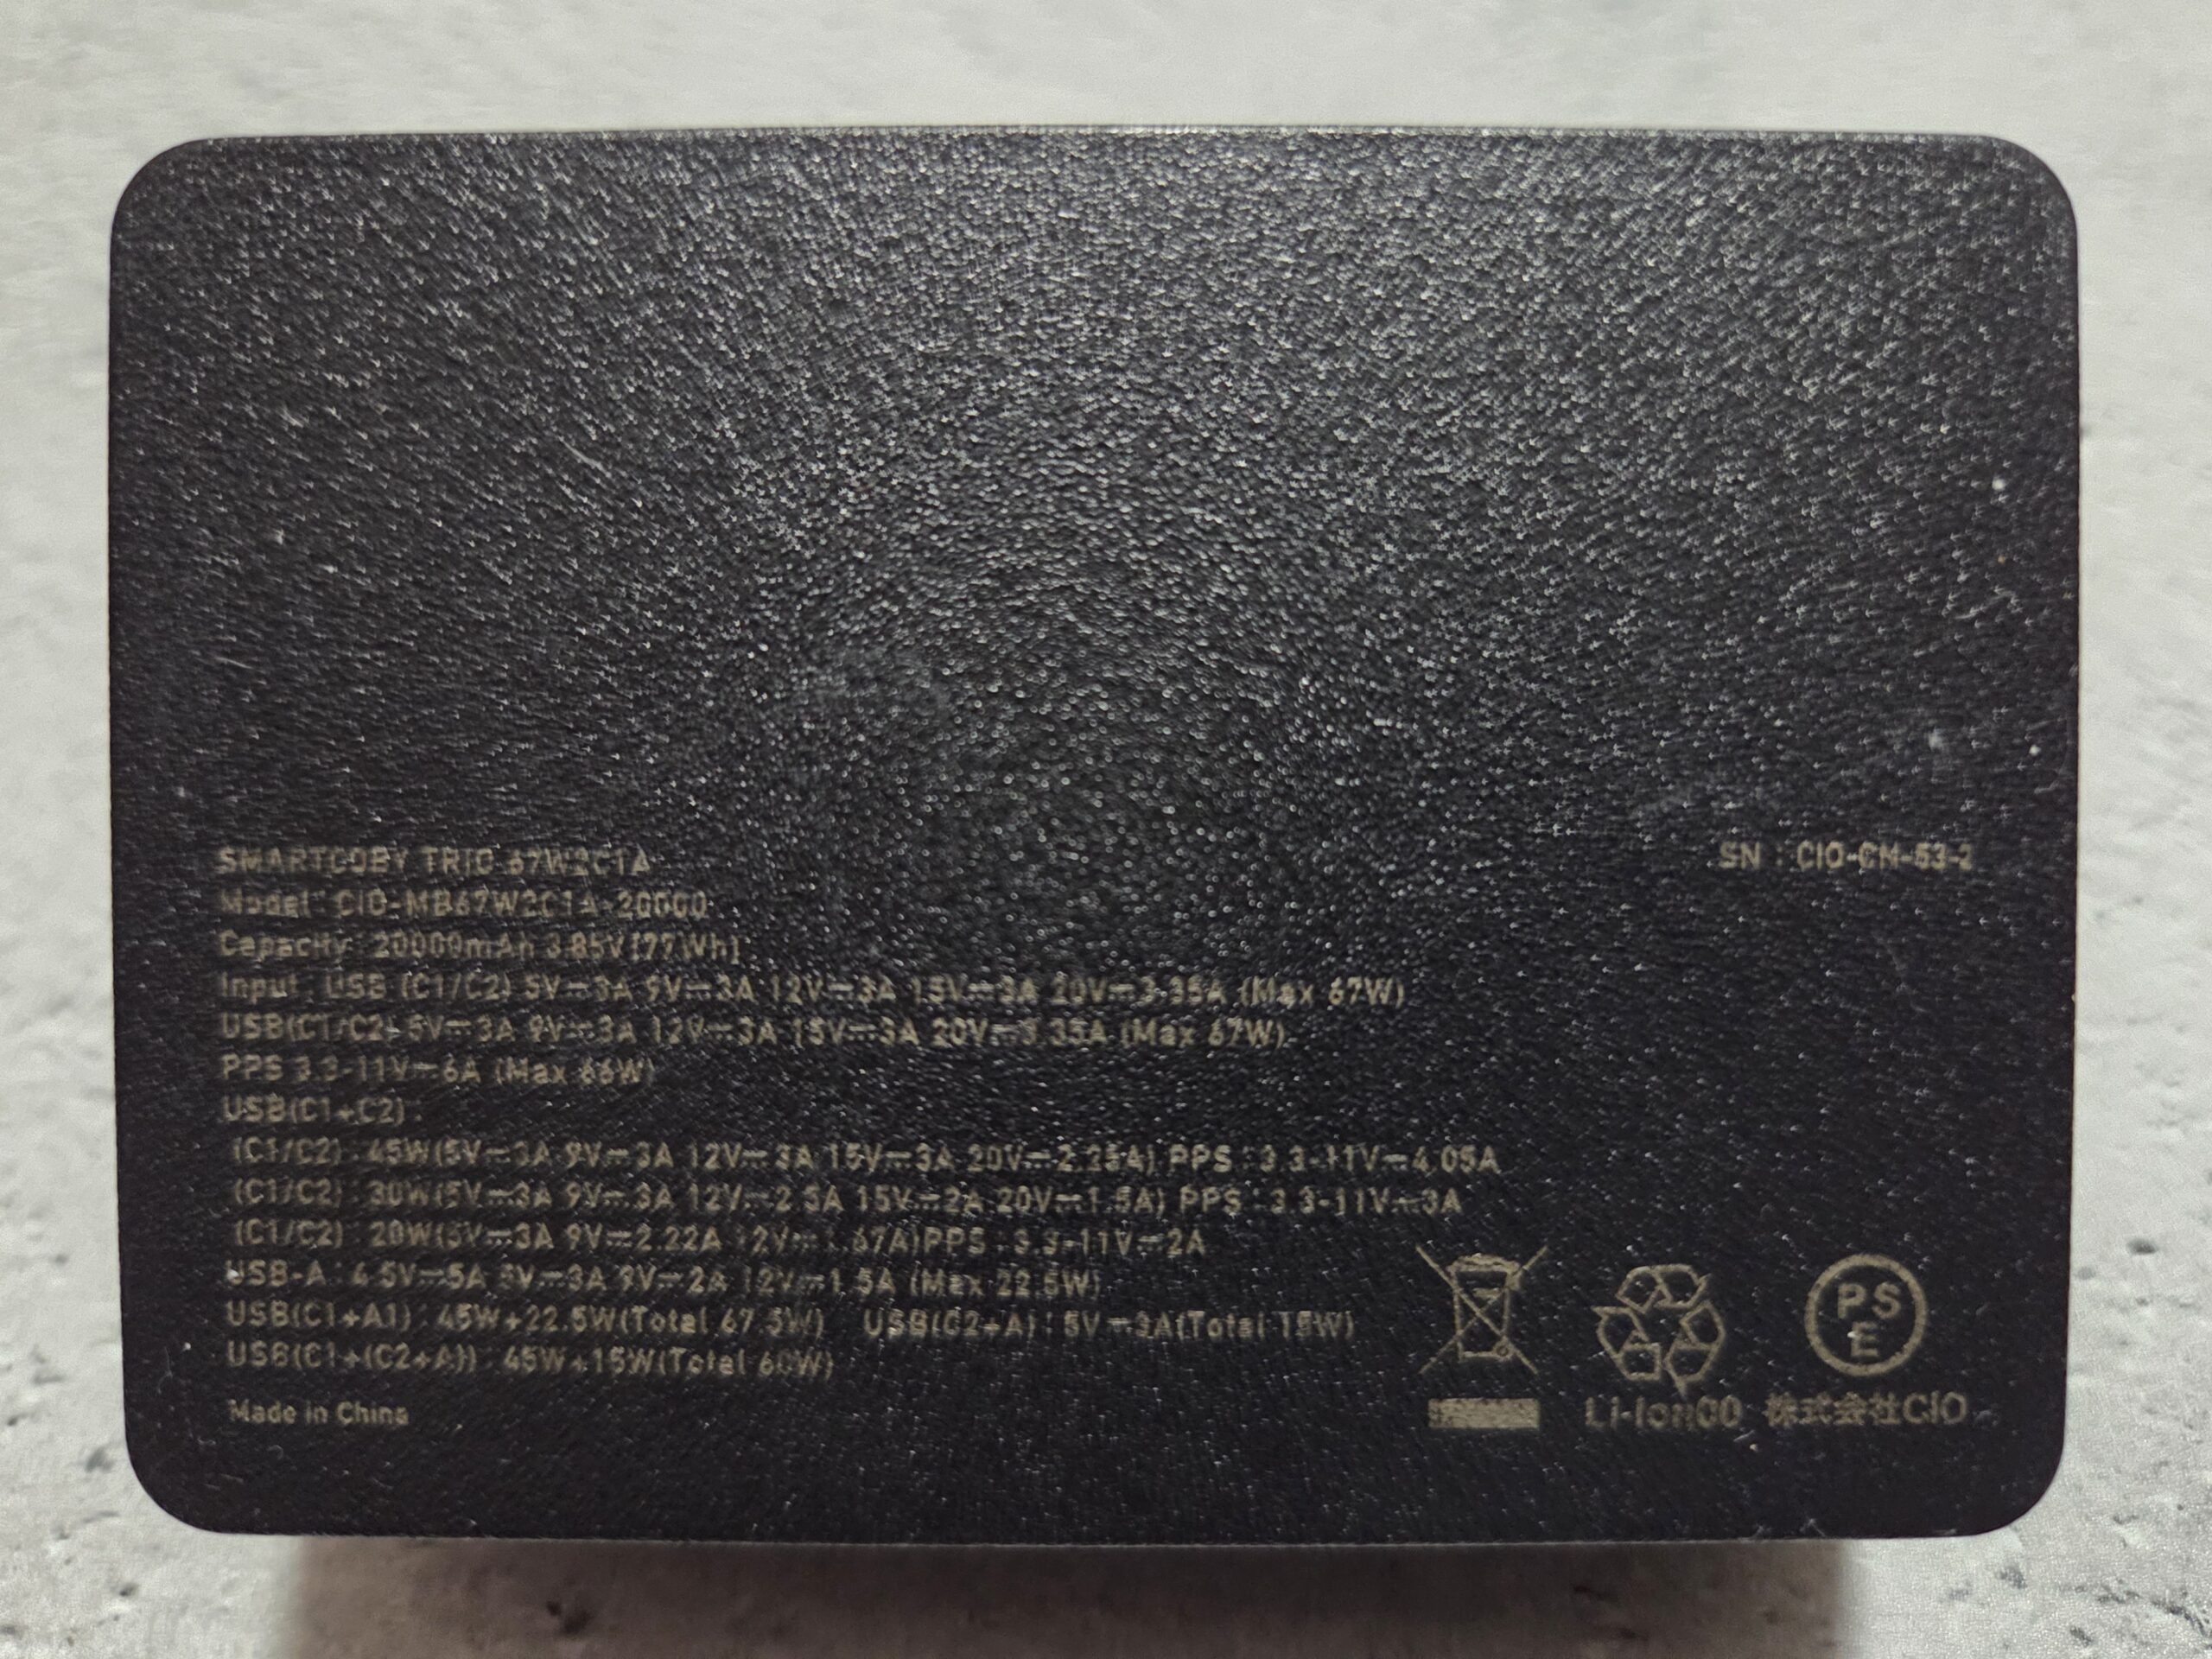 SMARTCOBY TRIO 67W2C1A
Model: CIO-MB67W2C1A-20000
Capacity: 20000mAh 3.85V[77Wh]
Input : USB (C1/C2) 5V⎓3A 9V⎓3A 12V⎓3A 15V⎓3A 20V⎓3.35A (Max 67W)
USB(C1/C2) 5V⎓3A 9V⎓3A 12V⎓3A 15V⎓3A 20V⎓3.35A (Max 67W)
PPS 3.3-11V⎓6A (Max 66W)
USB(C1+C2) :
(C1/C2) : 45W(5V⎓3A 9V⎓3A 12V⎓3A 15V⎓3A 20V⎓2.25A) PPS : 3.3-11V⎓4.05A
(C1/C2) : 30W(5V⎓3A 9V⎓3A 12V⎓2.5A 15V⎓2A 20V⎓1.5A) PPS : 3.3-11V⎓3A
(C1/C2) : 20W(5V⎓3A 9V⎓2.22A 12V⎓1.67A)PPS : 3.3-11V⎓2A
USB-A : 4.5V⎓5A 5V⎓3A 9V⎓2A 12V⎓1.5A (Max 22.5W)
USB(C1+A1) : 45W+22.5W(Total 67.5W) USB(C2+A) : 5V⎓3A(Total 15W)
USB(C1+(C2+A)) : 45W+15W(Total 60W)
Made in China
SN : CIO-CN-53-2
PS
E
Li-ion00 株式会社CIO